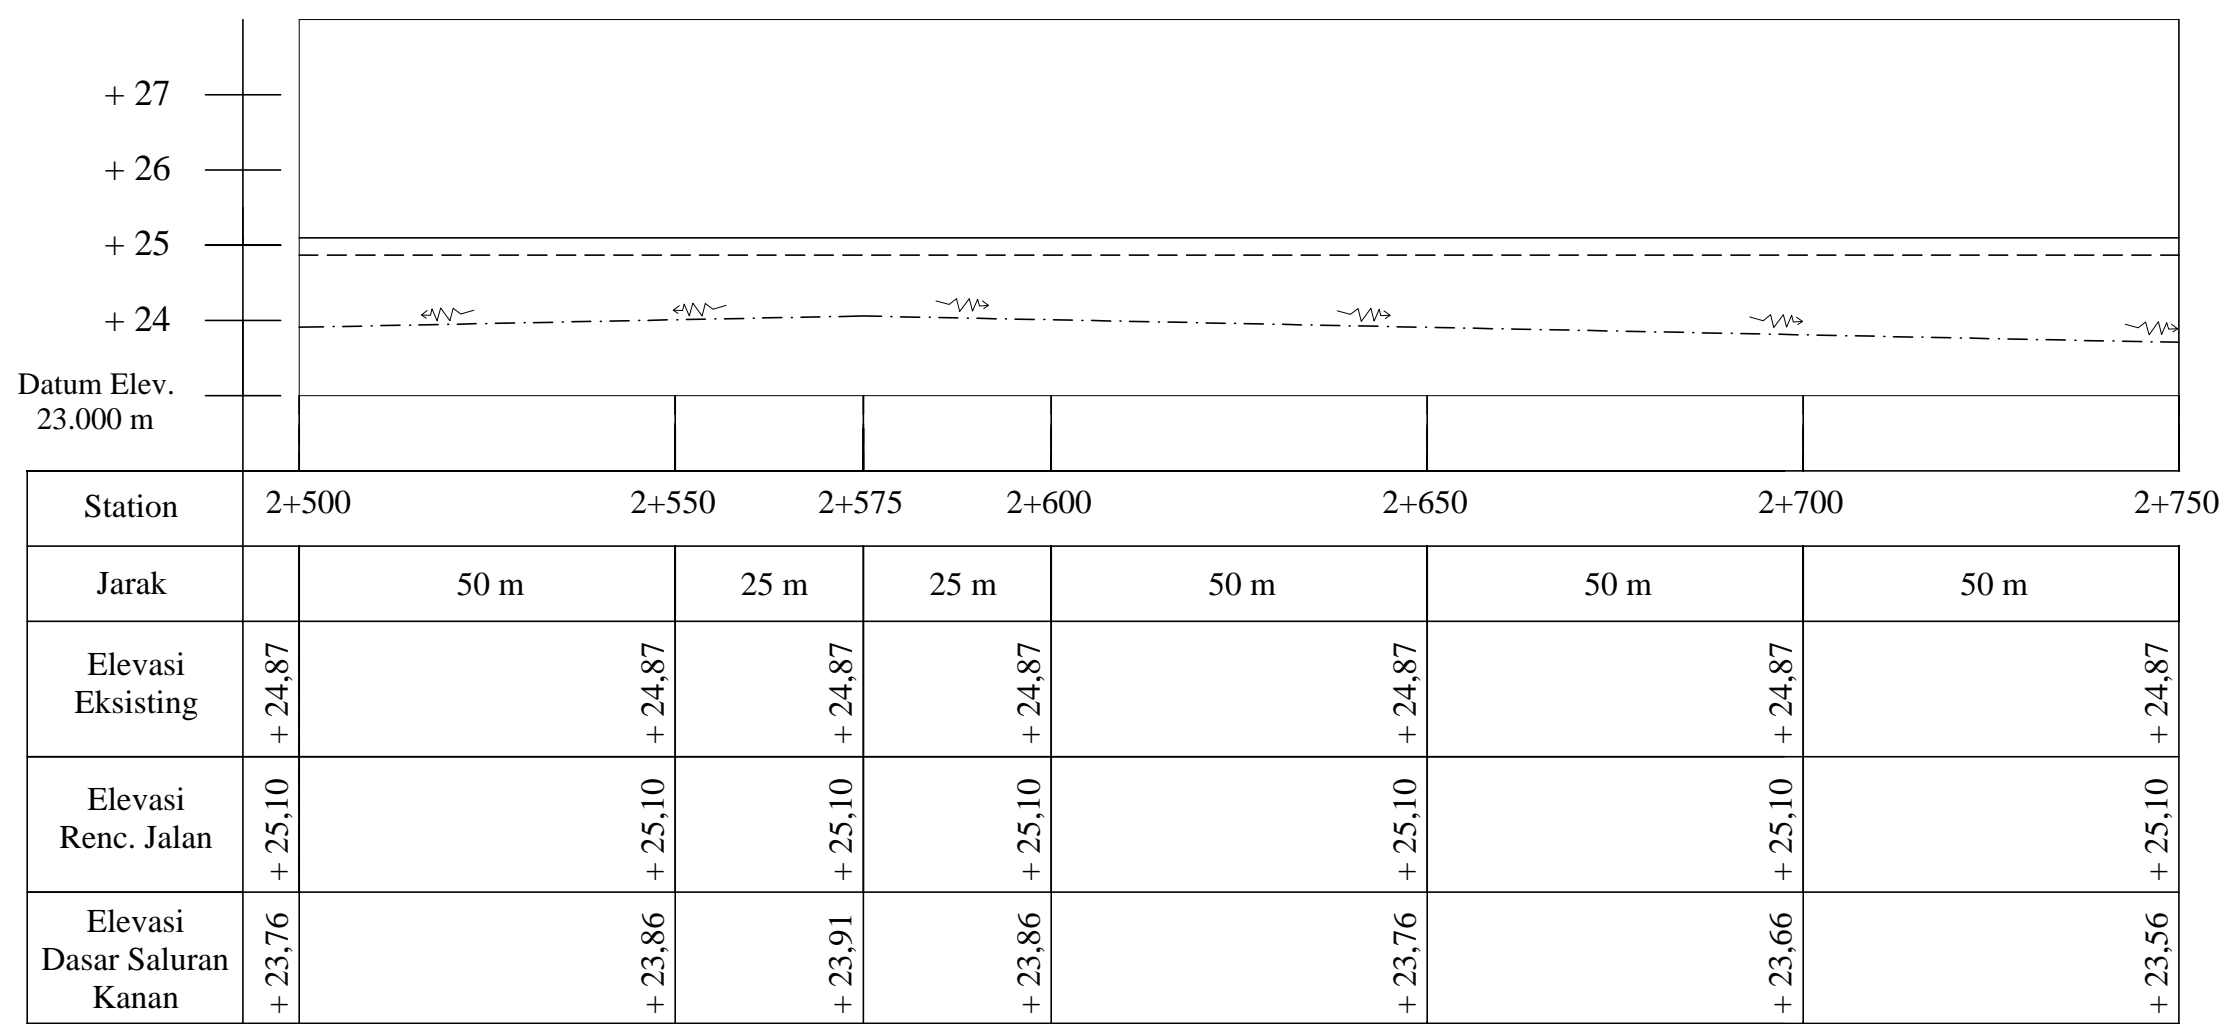 + 27
+ 26
+ 25
+ 24
Datum Elev.
23.000 m
Station 2+500 2+550 2+575 2+600 2+650 2+700 2+750
Jarak 50 m 25 m 25 m 50 m 50 m 50 m
Elevasi
Eksisting
+ 24,87 + 24,87 + 24,87 + 24,87 + 24,87 + 24,87 + 24,87
Elevasi
Renc. Jalan
+ 25,10 + 25,10 + 25,10 + 25,10 + 25,10 + 25,10 + 25,10
Elevasi
Dasar Saluran
Kanan
+ 23,76 + 23,86 + 23,91 + 23,86 + 23,76 + 23,66 + 23,56